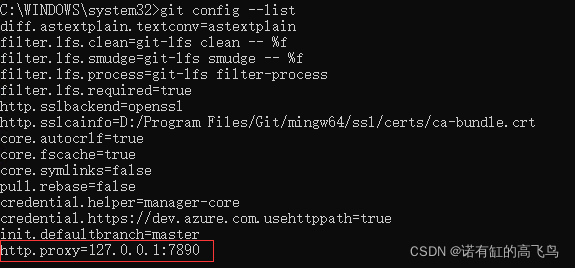 C:\WINDOWS\system32>git config --list
diff.astextplain.textconv=astextplain
filter.lfs.clean=git-lfs clean -- %f
filter.lfs.smudge=git-lfs smudge -- %f
filter.lfs.process=git-lfs filter-process
filter.lfs.required=true
http.sslbackend=openssl
http.sslcainfo=D:/Program Files/Git/mingw64/ssl/certs/ca-bundle.crt
core.autocrlf=true
core.fscache=true
core.symlinks=false
pull.rebase=false
credential.helper=manager-core
credential.https://dev.azure.com.usehttppath=true
init.defaultbranch=master
http.proxy=127.0.0.1:7890
CSDN @诺有缸的高飞鸟